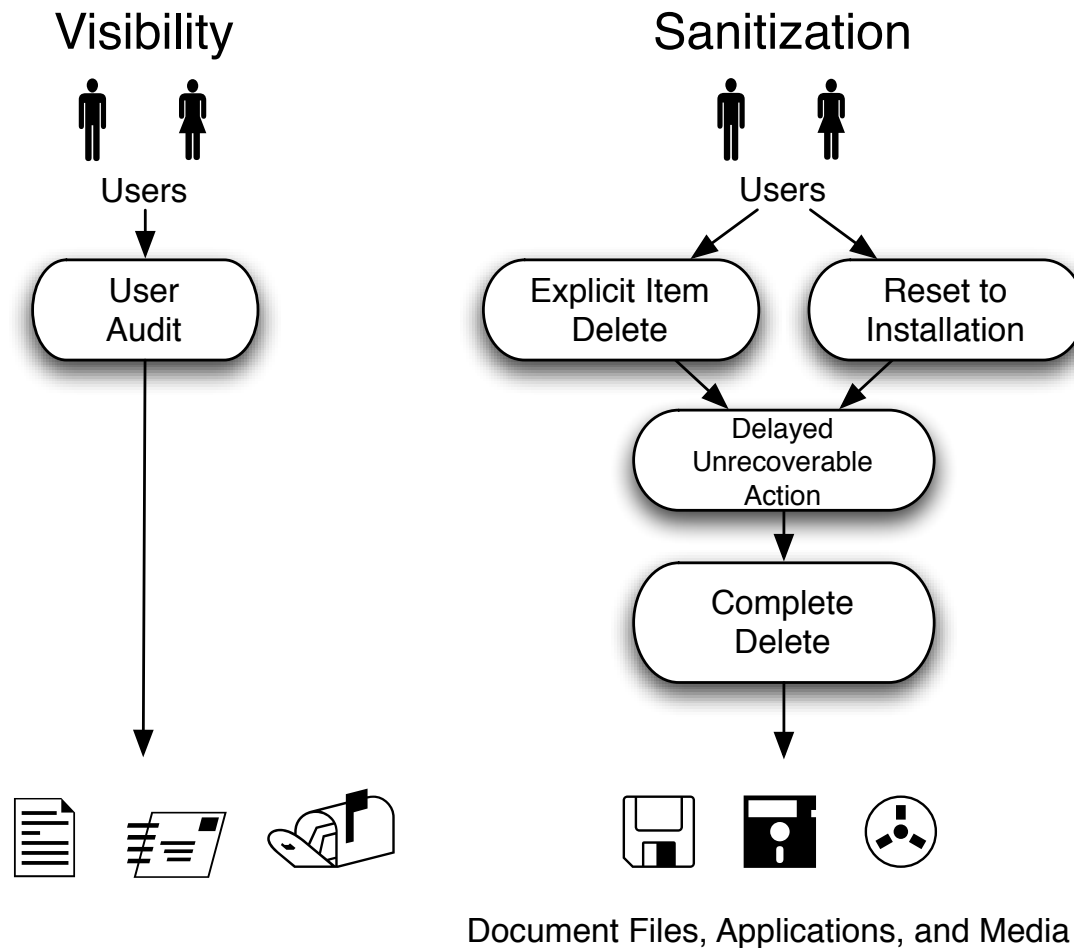 Visibility
Users
User
Audit
Sanitization
Users
Explicit Item
Delete
Reset to
Installation
Delayed
Unrecoverable
Action
Complete
Delete
Document Files, Applications, and Media